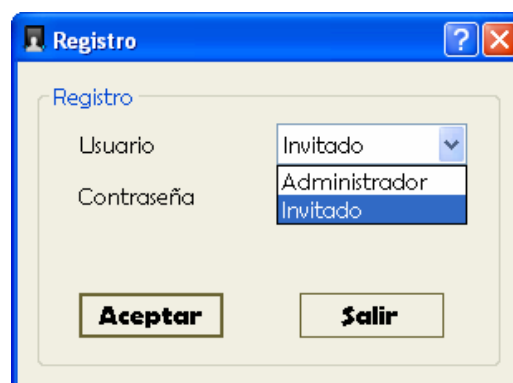 Registro
Registro
Usuario Invitado
Administrador
Contraseña
Invitado
Aceptar Salir